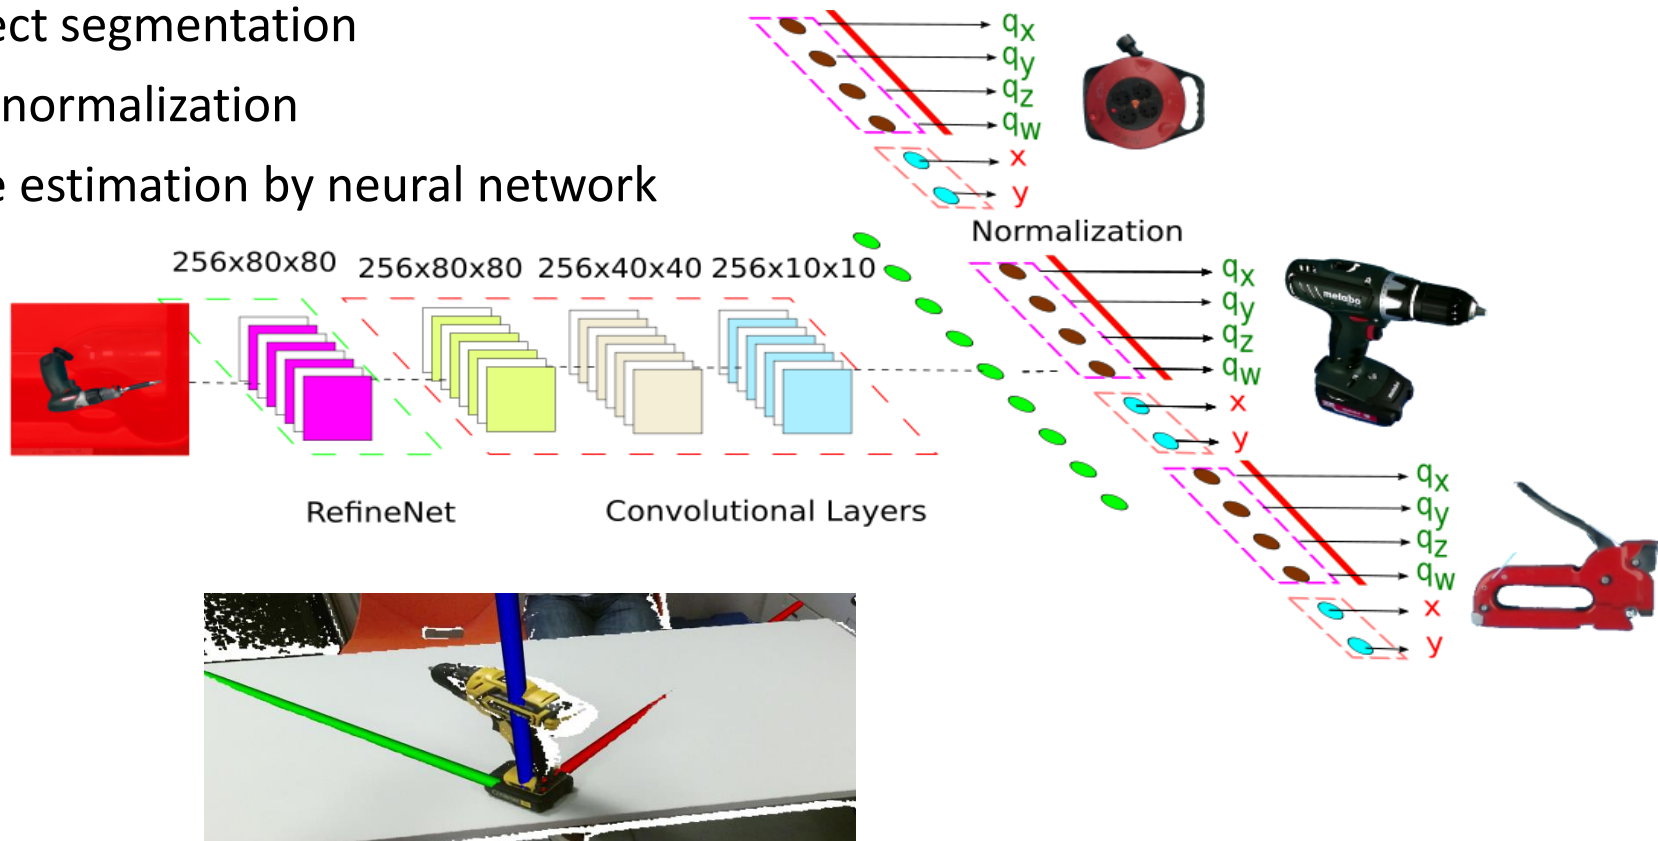 ect segmentation
normalization
e estimation by neural network
qx
qy
qz
qw
x
y
Normalization
256x80x80 256x80x80 256x40x40 256x10x10
qx
qy
qz
qw
x
y
metabo
RefineNet
Convolutional Layers
qx
qy
qz
qw
x
y